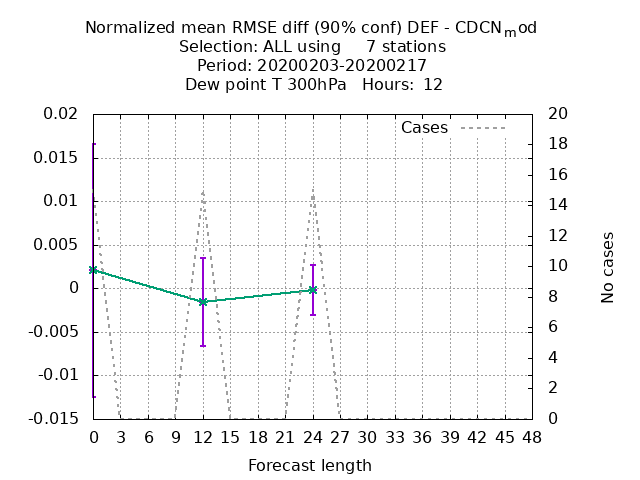 Normalized mean RMSE diff (90% conf) DEF - CDCNmod
Selection: ALL using     7 stations
Period: 20200203-20200217
Dew point T 300hPa   Hours:  12
Cases
0.02
0.015
0.01
0.005
0
-0.005
-0.01
-0.015
20
18
16
14
12
10
8
6
4
2
0
No cases
0 3 6 9 12 15 18 21 24 27 30 33 36 39 42 45 48
Forecast length